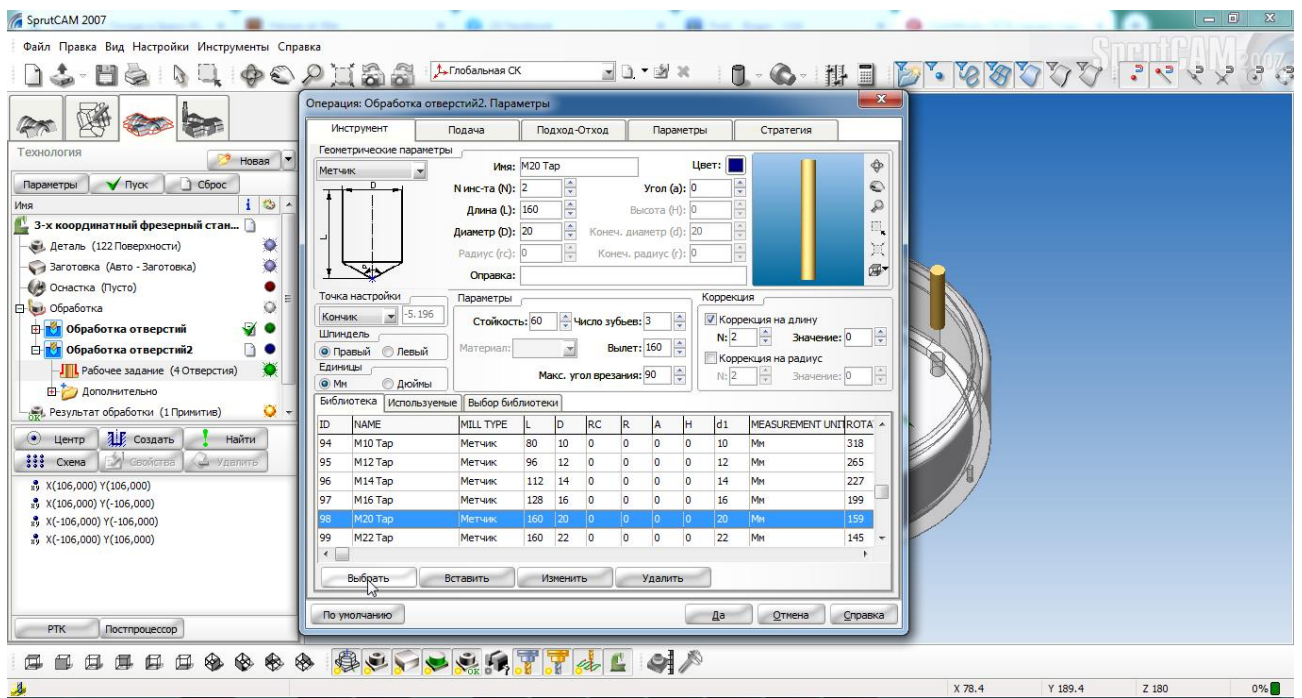 SprutCAM 2007
Файл Правка Вид Настройки Инструменты Справка
Глобальная СК
SprutCAM 2007
Технология
Новая
Параметры Пуск Сброс
Имя
3-х координатный фрезерный стан...
Деталь (122 Поверхности)
Заготовка (Авто - Заготовка)
Оснастка (Пусто)
Обработка
Обработка отверстий
Обработка отверстий2
Рабочее задание (4 Отверстия)
Дополнительно
Результат обработки (1 Примитив)
Центр Создать Найти
Схема Свойства Удалить
X(106,000) Y(106,000)
X(106,000) Y(-106,000)
X(-106,000) Y(-106,000)
X(-106,000) Y(106,000)
РТК Постпроцессор
Операция: Обработка отверстий2. Параметры
Инструмент Подача Подход-Отход Параметры Стратегия
Геометрические параметры
Метчик
D
L
a
Имя: M20 Tap Цвет:
N инс-та (N): 2 Угол (a): 0
Длина (L): 160 Высота (H): 0
Диаметр (D): 20 Конеч. диаметр (d): 20
Радиус (rc): 0 Конеч. радиус (r): 0
Оправка:
Точка настройки
Кончик -5.196
Шпиндель
Правый Левый
Единицы
Мм Дюймы
Параметры
Стойкость: 60 Число зубьев: 3
Материал: Вылет: 160
Макс. угол врезания: 90
Коррекция
Коррекция на длину
N: 2 Значение: 0
Коррекция на радиус
N: 2 Значение: 0
Библиотека Используемые Выбор библиотеки
ID NAME MILL TYPE L D RC R A H d1 MEASUREMENT UNIT ROTA
94 M10 Tap Метчик 80 10 0 0 0 0 10 Мм 318
95 M12 Tap Метчик 96 12 0 0 0 0 12 Мм 265
96 M14 Tap Метчик 112 14 0 0 0 0 14 Мм 227
97 M16 Tap Метчик 128 16 0 0 0 0 16 Мм 199
98 M20 Tap Метчик 160 20 0 0 0 0 20 Мм 159
99 M22 Tap Метчик 160 22 0 0 0 0 22 Мм 145
Выбрать Вставить Изменить Удалить
По умолчанию Да Отмена Справка
X 78.4 Y 189.4 Z 180 0%